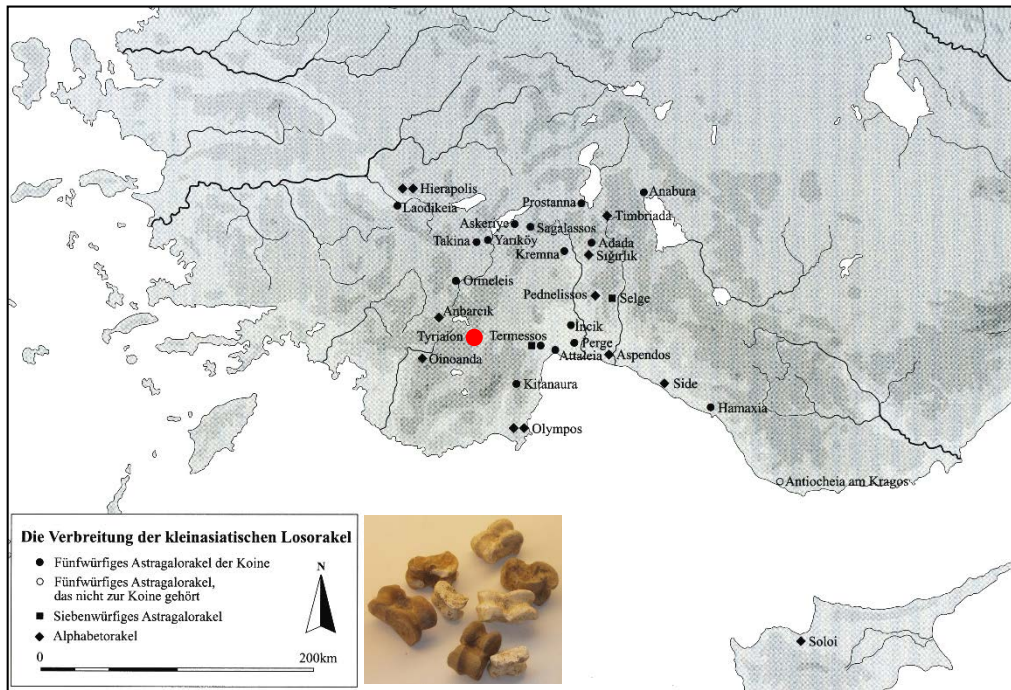 Hierapolis
Laodikeia
Prostanna
Anabura
Timbriada
Askeriye
Sagalassos
Takina
Yarıköy
Adada
Kremna
Sığırlık
Ormeleis
Pednelissos
Selge
Anbarcık
İncik
Tyriaion
Termessos
Perge
Oinoanda
Attaleia
Aspendos
Kitanaura
Side
Hamaxia
Olympos
Antiocheia am Kragos
Die Verbreitung der kleinasiatischen Losorakel
Fünfwürfiges Astragalorakel der Koine
Fünfwürfiges Astragalorakel,
das nicht zur Koine gehört
Siebenwürfiges Astragalorakel
Alphabetorakel
N
0
200km
Soloi